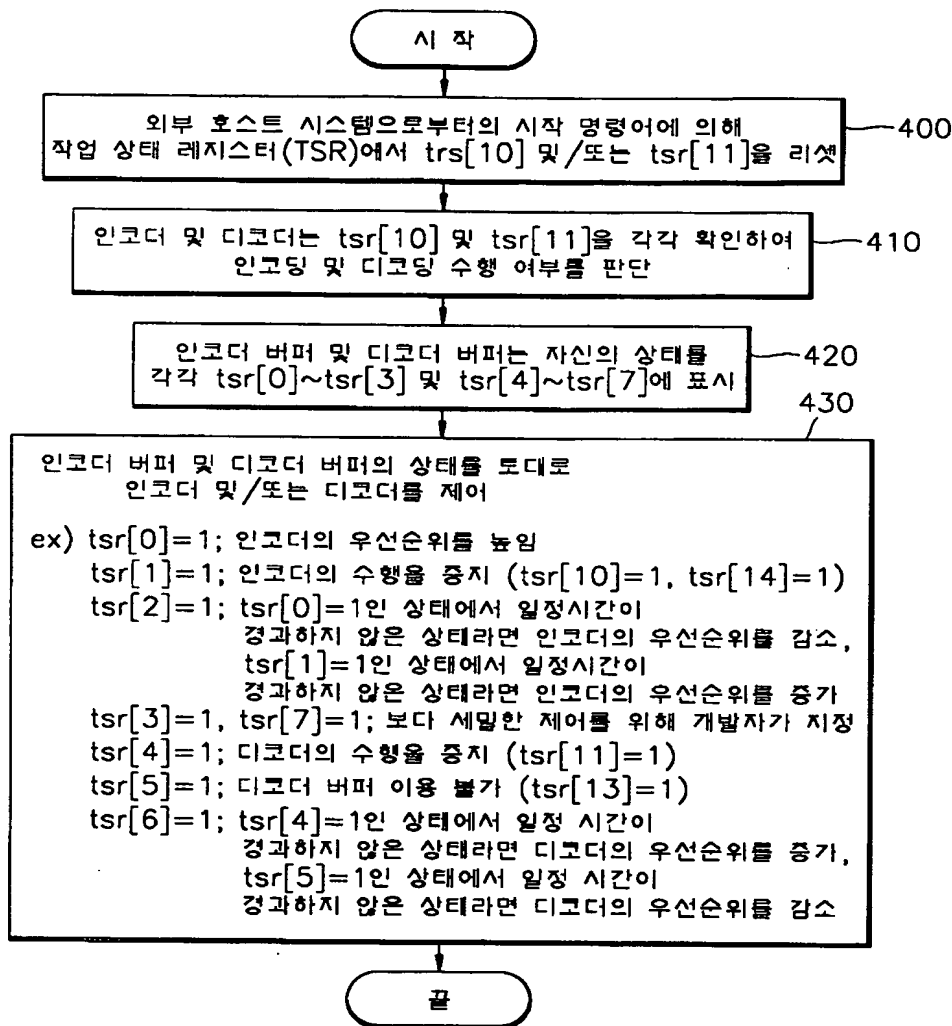 시 작
외부 호스트 시스템으로부터의 시작 명령어에 의해
작업 상태 레지스터(TSR)에서 trs[10] 및/또는 tsr[11]을 리셋
400
인코더 및 디코더는 tsr[10] 및 tsr[11]을 각각 확인하여
인코딩 및 디코딩 수행 여부를 판단
410
인코더 버퍼 및 디코더 버퍼는 자신의 상태를
각각 tsr[0]~tsr[3] 및 tsr[4]~tsr[7]에 표시
420
430
인코더 버퍼 및 디코더 버퍼의 상태를 토대로
인코더 및/또는 디코더를 제어
ex) tsr[0]=1; 인코더의 우선순위를 높임
tsr[1]=1; 인코더의 수행을 중지 (tsr[10]=1, tsr[14]=1)
tsr[2]=1; tsr[0]=1인 상태에서 일정시간이
경과하지 않은 상태라면 인코더의 우선순위를 감소,
tsr[1]=1인 상태에서 일정시간이
경과하지 않은 상태라면 인코더의 우선순위를 증가
tsr[3]=1, tsr[7]=1; 보다 세밀한 제어를 위해 개발자가 지정
tsr[4]=1; 디코더의 수행을 중지 (tsr[11]=1)
tsr[5]=1; 디코더 버퍼 이용 불가 (tsr[13]=1)
tsr[6]=1; tsr[4]=1인 상태에서 일정 시간이
경과하지 않은 상태라면 디코더의 우선순위를 증가,
tsr[5]=1인 상태에서 일정 시간이
경과하지 않은 상태라면 디코더의 우선순위를 감소
끝